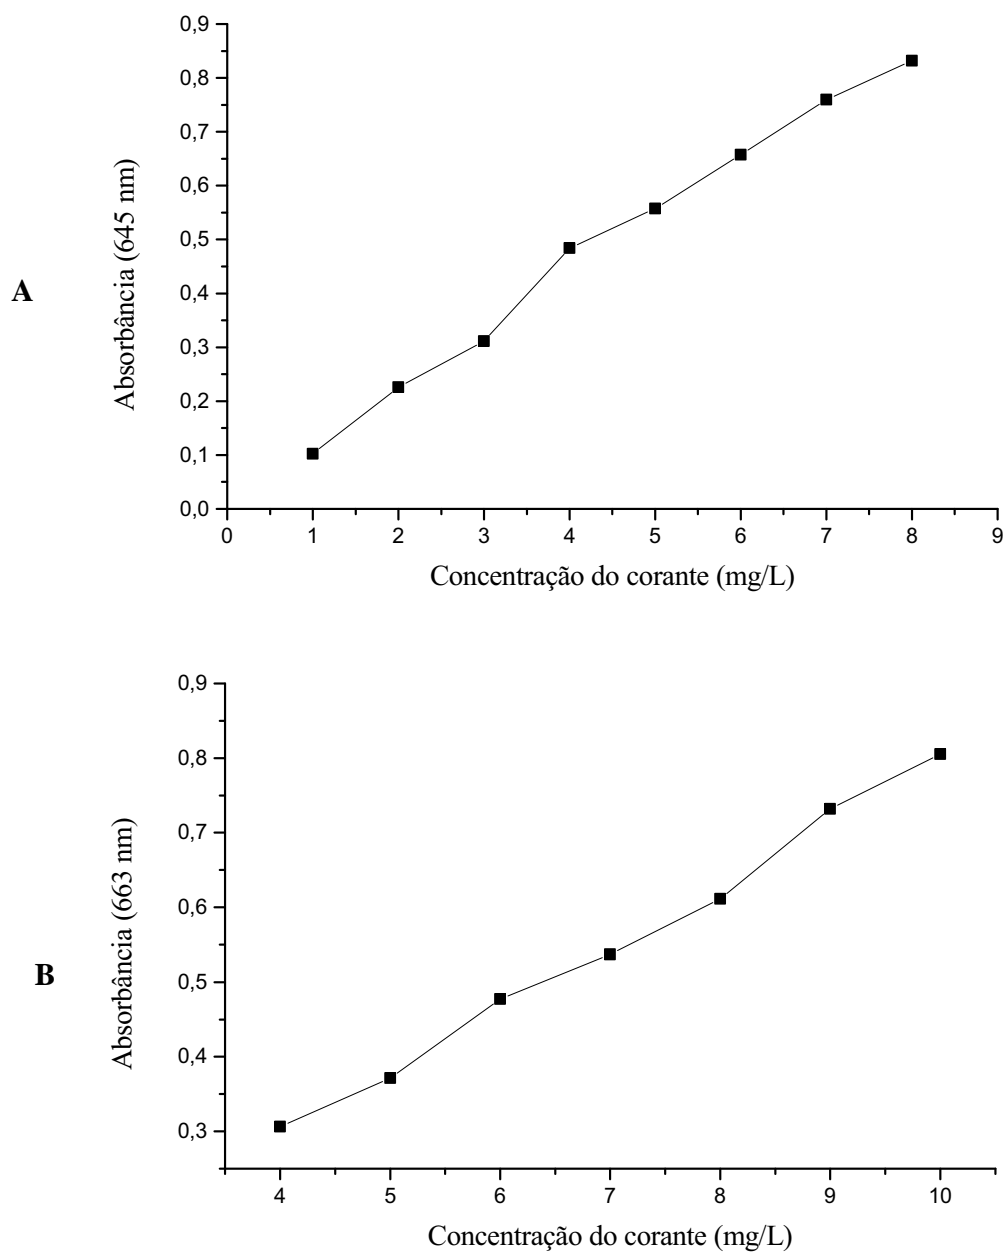 A
Absorbância (645 nm)
0,9
0,8
0,7
0,6
0,5
0,4
0,3
0,2
0,1
0,0
0 1 2 3 4 5 6 7 8 9
Concentração do corante (mg/L)
B
Absorbância (663 nm)
0,9
0,8
0,7
0,6
0,5
0,4
0,3
4 5 6 7 8 9 10
Concentração do corante (mg/L)